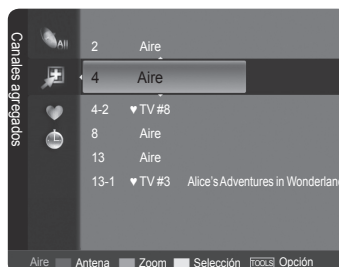 Canales agregados
All
2 Aire
4 Aire
4-2 ♥ TV #8
8 Aire
13 Aire
13-1 ♥ TV #3 Alice's Adventures in Wonderlan
Aire Antena Zoom Selección TOOLS Opción